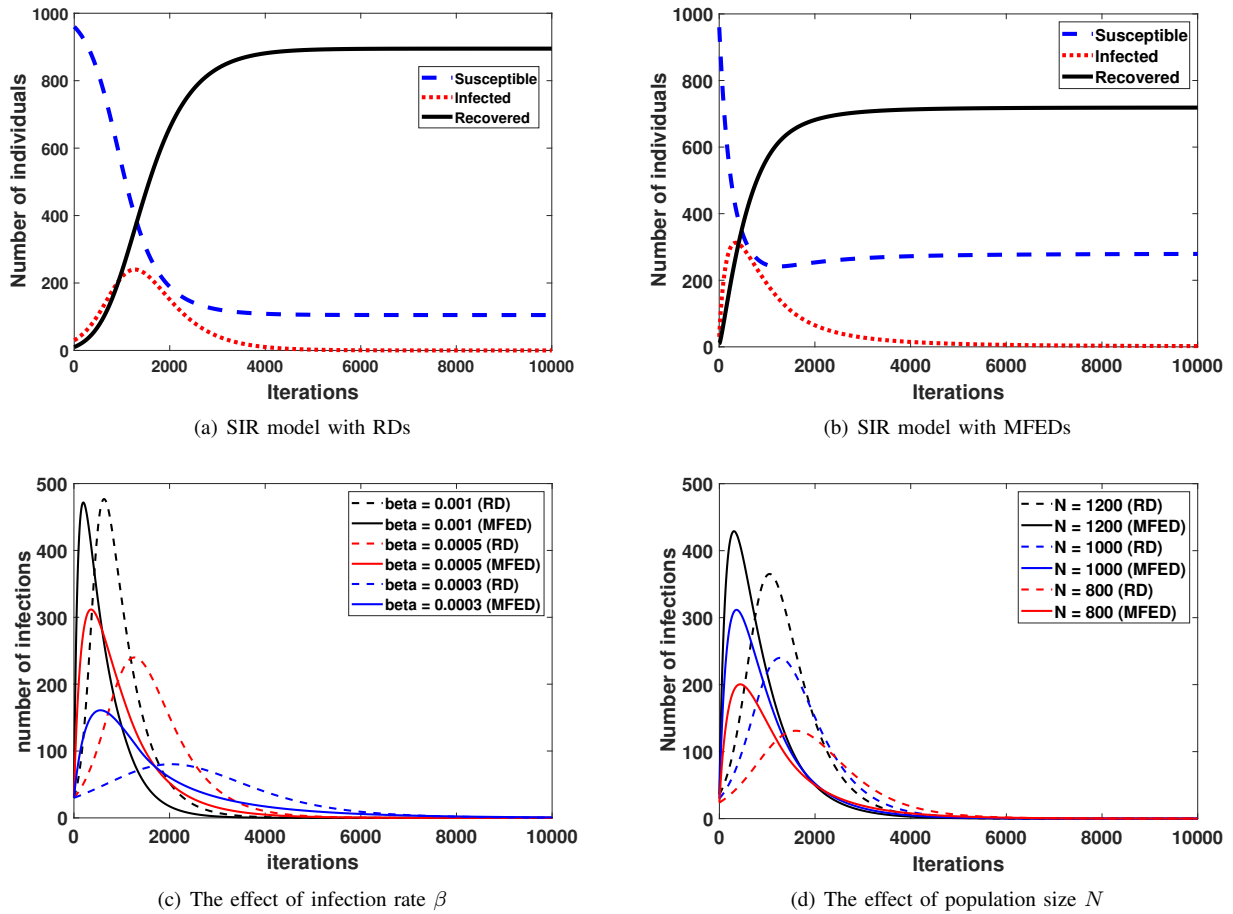 1000
800
600
400
200
0
Number of individuals
Susceptible
Infected
Recovered
0 2000 4000 6000 8000 10000
Iterations
(a) SIR model with RDs
1000
900
800
700
600
500
400
300
200
100
0
Number of individuals
Susceptible
Infected
Recovered
0 2000 4000 6000 8000 10000
Iterations
(b) SIR model with MFEDs
500
400
300
200
100
0
number of infections
beta = 0.001 (RD)
beta = 0.001 (MFED)
beta = 0.0005 (RD)
beta = 0.0005 (MFED)
beta = 0.0003 (RD)
beta = 0.0003 (MFED)
0 2000 4000 6000 8000 10000
iterations
(c) The effect of infection rate β
500
400
300
200
100
0
Number of infections
N = 1200 (RD)
N = 1200 (MFED)
N = 1000 (RD)
N = 1000 (MFED)
N = 800 (RD)
N = 800 (MFED)
0 2000 4000 6000 8000 10000
Iterations
(d) The effect of population size N